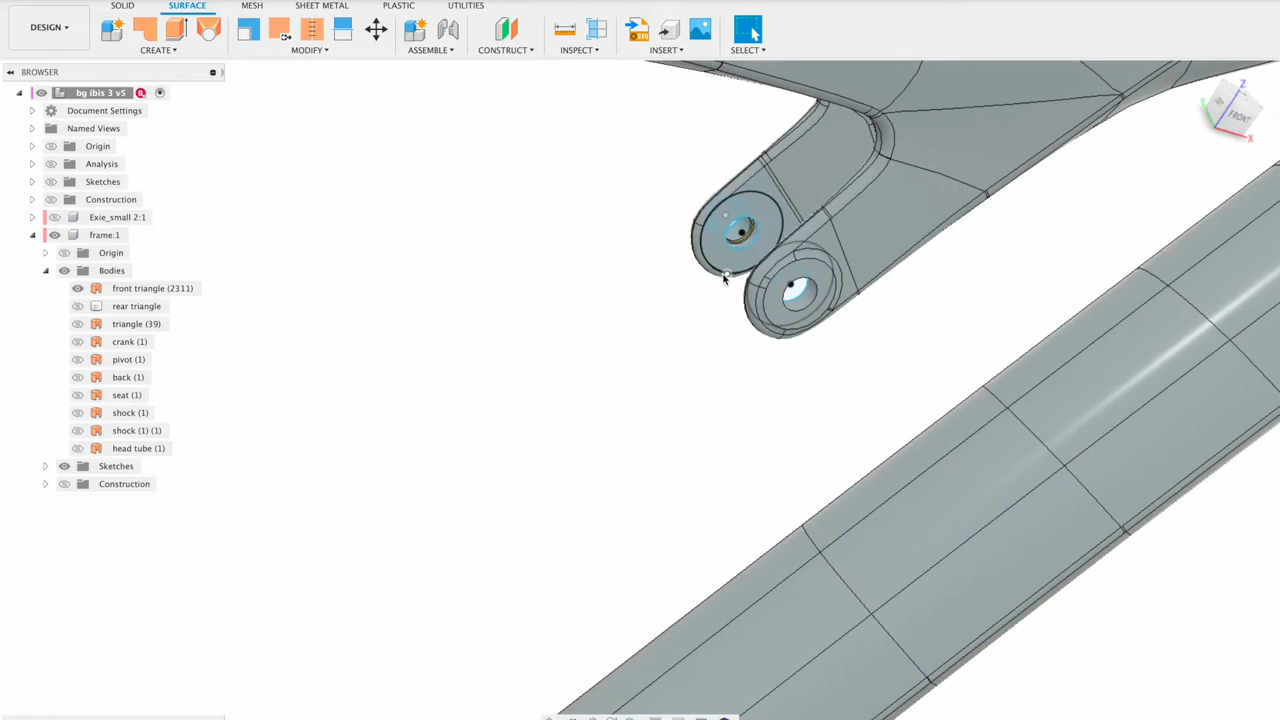 SOLID SURFACE MESH SHEET METAL PLASTIC UTILITIES
DESIGN
CREATE MODIFY ASSEMBLE CONSTRUCT INSPECT INSERT SELECT
BROWSER
bg ibis 3 v5
Document Settings
Named Views
Origin
Analysis
Sketches
Construction
Exie_small 2:1
frame:1
Origin
Bodies
front triangle (2311)
rear triangle
triangle (39)
crank (1)
pivot (1)
back (1)
seat (1)
shock (1)
shock (1) (1)
head tube (1)
Sketches
Construction
Z
FRONT
X